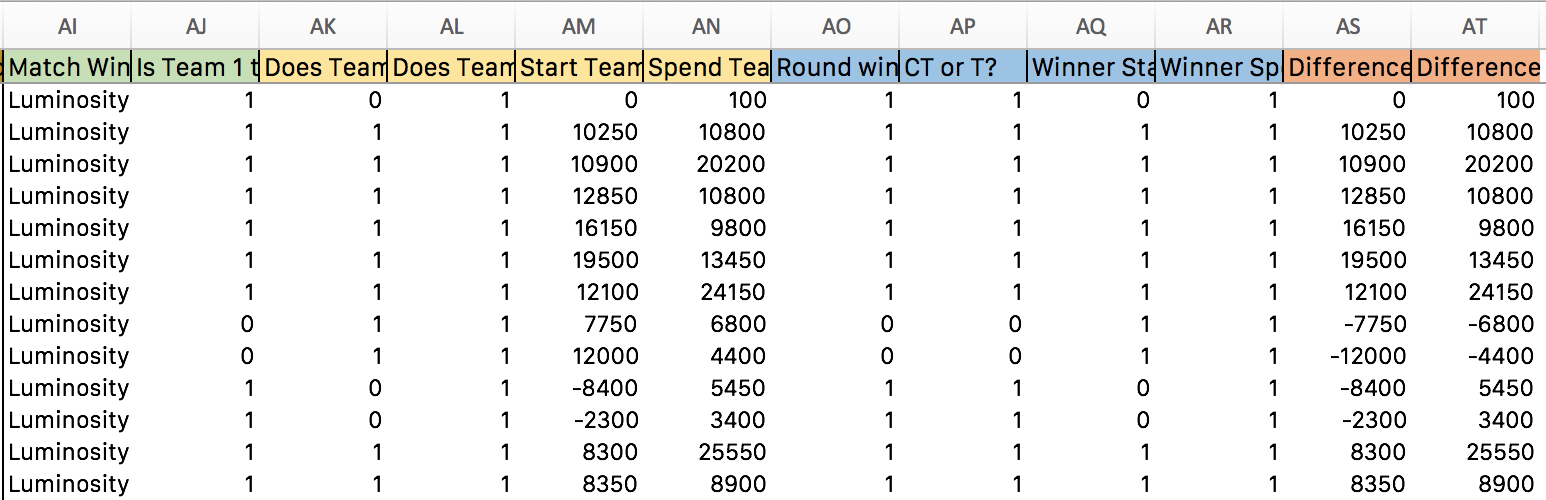 AI AJ AK AL AM AN AO AP AQ AR AS AT
Match Win Is Team 1 t Does Team Does Team Start Team Spend Tea Round win CT or T? Winner Sta Winner Sp Difference Difference
Luminosity 1 0 1 0 100 1 1 0 1 0 100
Luminosity 1 1 1 10250 10800 1 1 1 1 10250 10800
Luminosity 1 1 1 10900 20200 1 1 1 1 10900 20200
Luminosity 1 1 1 12850 10800 1 1 1 1 12850 10800
Luminosity 1 1 1 16150 9800 1 1 1 1 16150 9800
Luminosity 1 1 1 19500 13450 1 1 1 1 19500 13450
Luminosity 1 1 1 12100 24150 1 1 1 1 12100 24150
Luminosity 0 1 1 7750 6800 0 0 1 1 -7750 -6800
Luminosity 0 1 1 12000 4400 0 0 1 1 -12000 -4400
Luminosity 1 0 1 -8400 5450 1 1 0 1 -8400 5450
Luminosity 1 0 1 -2300 3400 1 1 0 1 -2300 3400
Luminosity 1 1 1 8300 25550 1 1 1 1 8300 25550
Luminosity 1 1 1 8350 8900 1 1 1 1 8350 8900